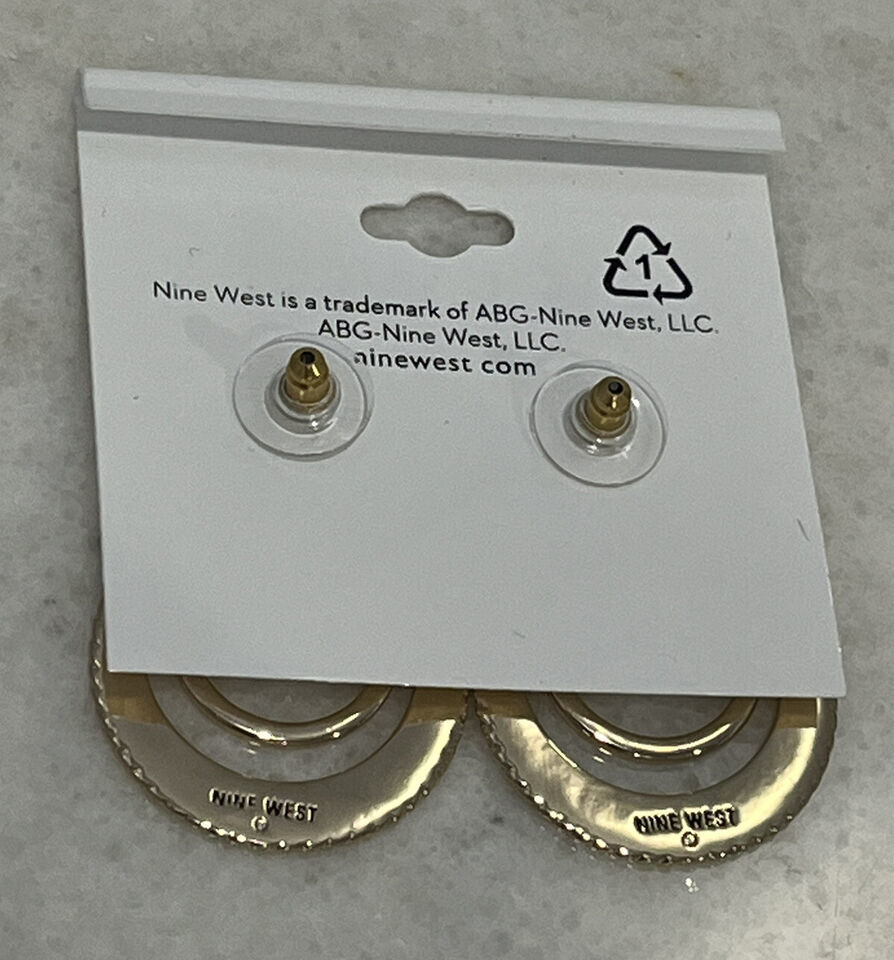 1
Nine West is a trademark of ABG-Nine West, LLC.
ABG-Nine West, LLC.
ninewest com
NINE WEST
NINE WEST